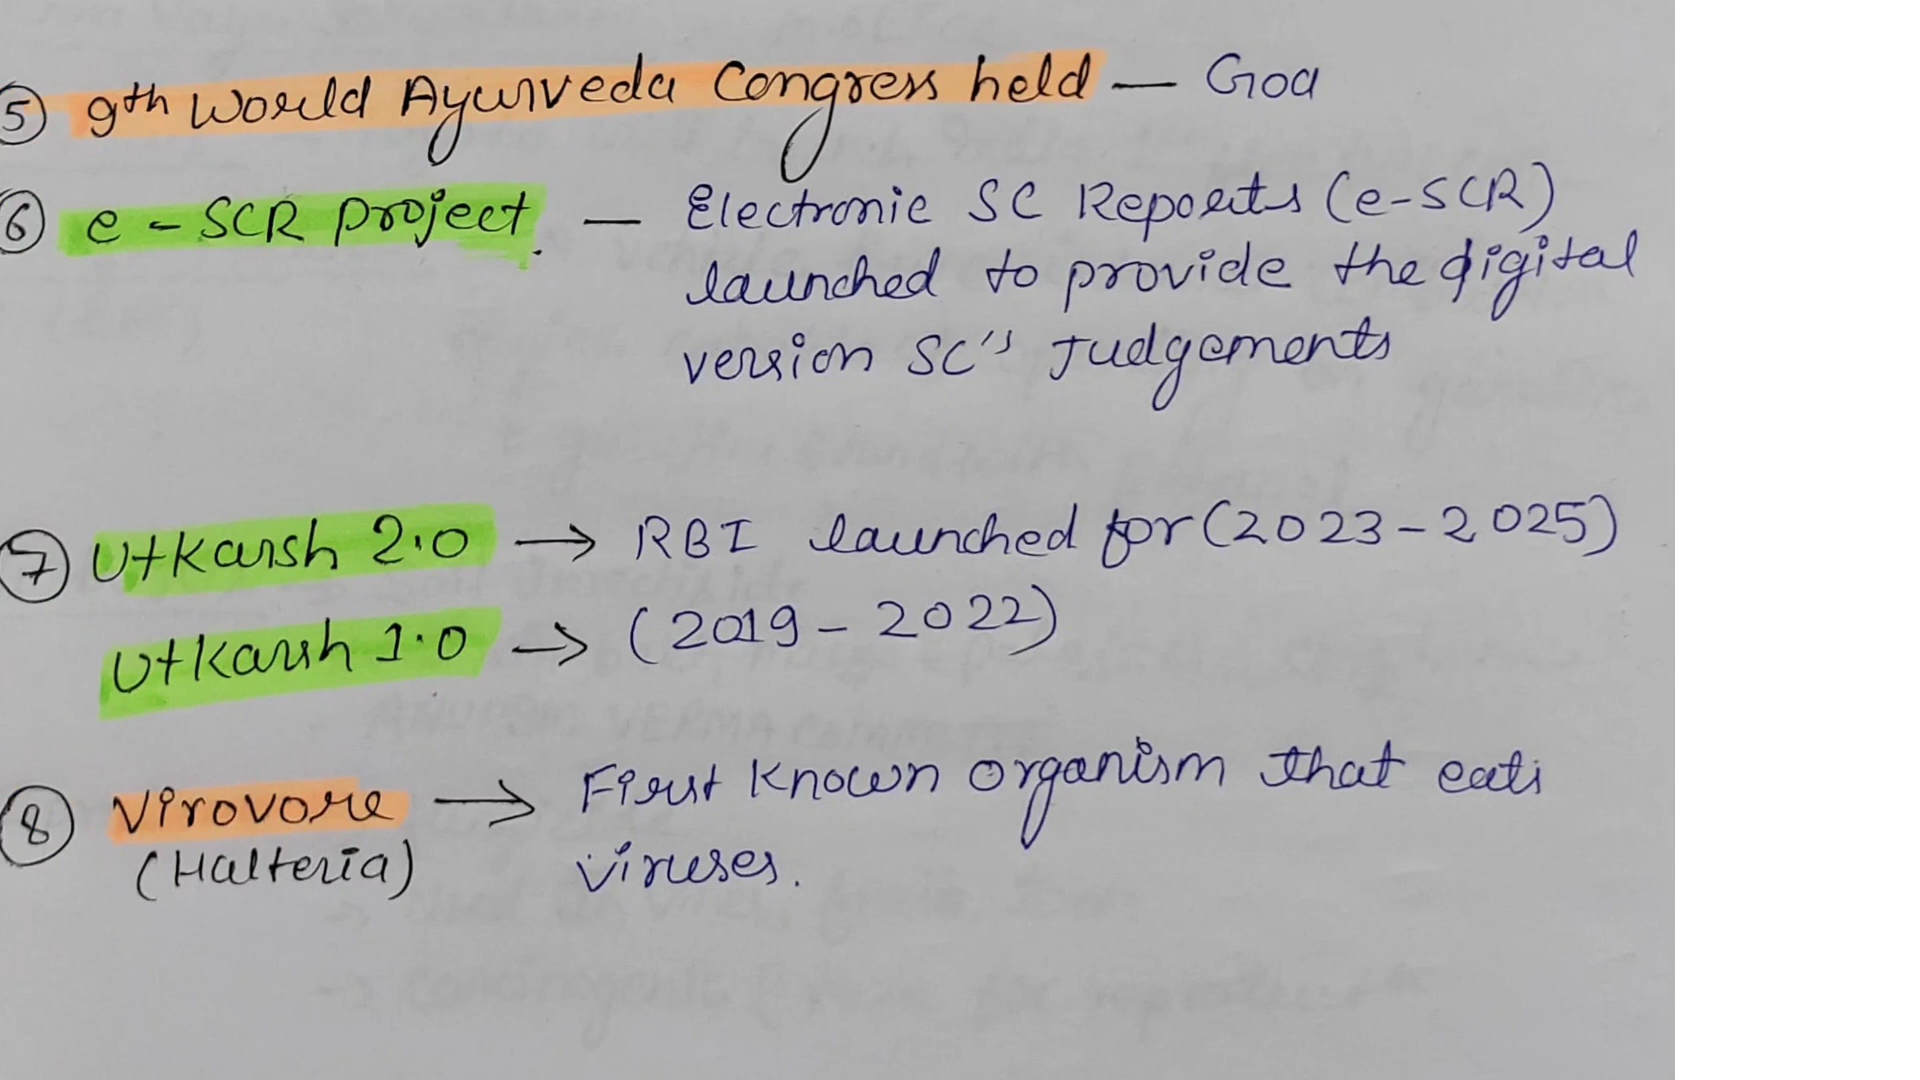 5 9th World Ayurveda Congress held — Goa
6 e-SCR project. — Electronic SC Reports (e-SCR)
launched to provide the digital
version SC's Judgements
7 Utkarsh 2.0 → RBI launched for (2023-2025)
Utkarsh 1.0 → (2019-2022)
8 Virovore → First Known organism that eats
(Halteria) viruses.